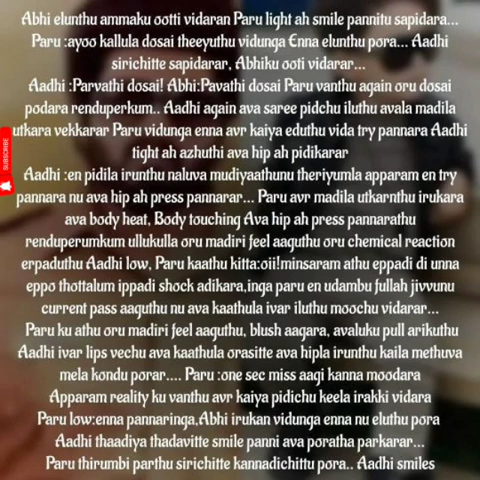 Abhi elunthu ammaku ootti vidaran Paru light ah smile pannitu sapidara...
Paru :ayoo kallula dosai theeyuthu vidunga Enna elunthu pora... Aadhi
sirichitte sapidarar, Abhiku ooti vidarar...
Aadhi :Parvathi dosai! Abhi:Pavathi dosai Paru vanthu again oru dosai
podara renduperkum.. Aadhi again ava saree pidchu iluthu avala madila
utkara vekkarar Paru vidunga enna avr kaiya eduthu vida try pannara Aadhi
tight ah azhuthi ava hip ah pidikarar
Aadhi :en pidila irunthu naluva mudiyaathunu theriyumla apparam en try
pannara nu ava hip ah press pannarar... Paru avr madila utkarnthu irukara
ava body heat, Body touching Ava hip ah press pannarathu
renduperumkum ullukulla oru madiri feel aaguthu oru chemical reaction
erpaduthu Aadhi low, Paru kaathu kitta:oii!minsaram athu eppadi di unna
eppo thottalum ippadi shock adikara,inga paru en udambu fullah jivvunu
current pass aaguthu nu ava kaathula ivar iluthu moochu vidarar...
Paru ku athu oru madiri feel aaguthu, blush aagara, avaluku pull arikuthu
Aadhi ivar lips vechu ava kaathula orasitte ava hipla irunthu kaila methuva
mela kondu porar.... Paru :one sec miss aagi kanna moodara
Apparam reality ku vanthu avr kaiya pidichu keela irakki vidara
Paru low:enna pannaringa,Abhi irukan vidunga enna nu eluthu pora
Aadhi thaadiya thadavitte smile panni ava poratha parkarar...
Paru thirumbi parthu sirichitte kannadichittu pora.. Aadhi smiles
SUBSCRIBE